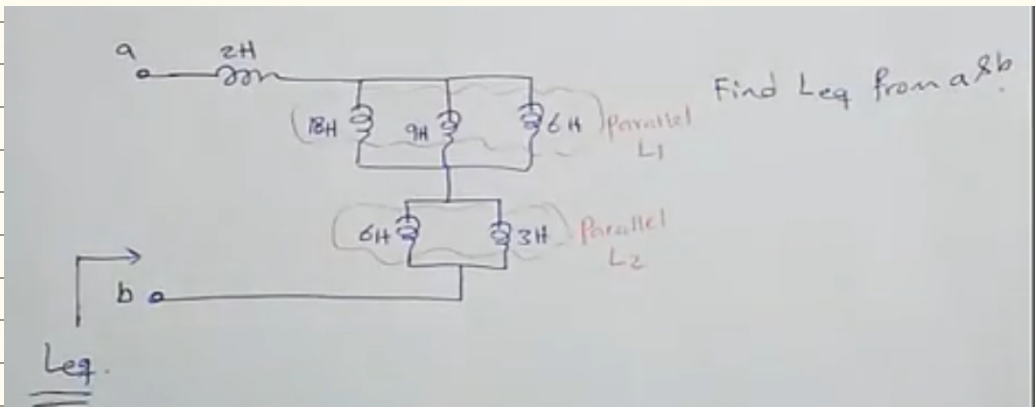 a
2H
Find Leq from a & b.
18H
9H
6H
Parallel
L1
6H
3H
Parallel
L2
b
Leq.